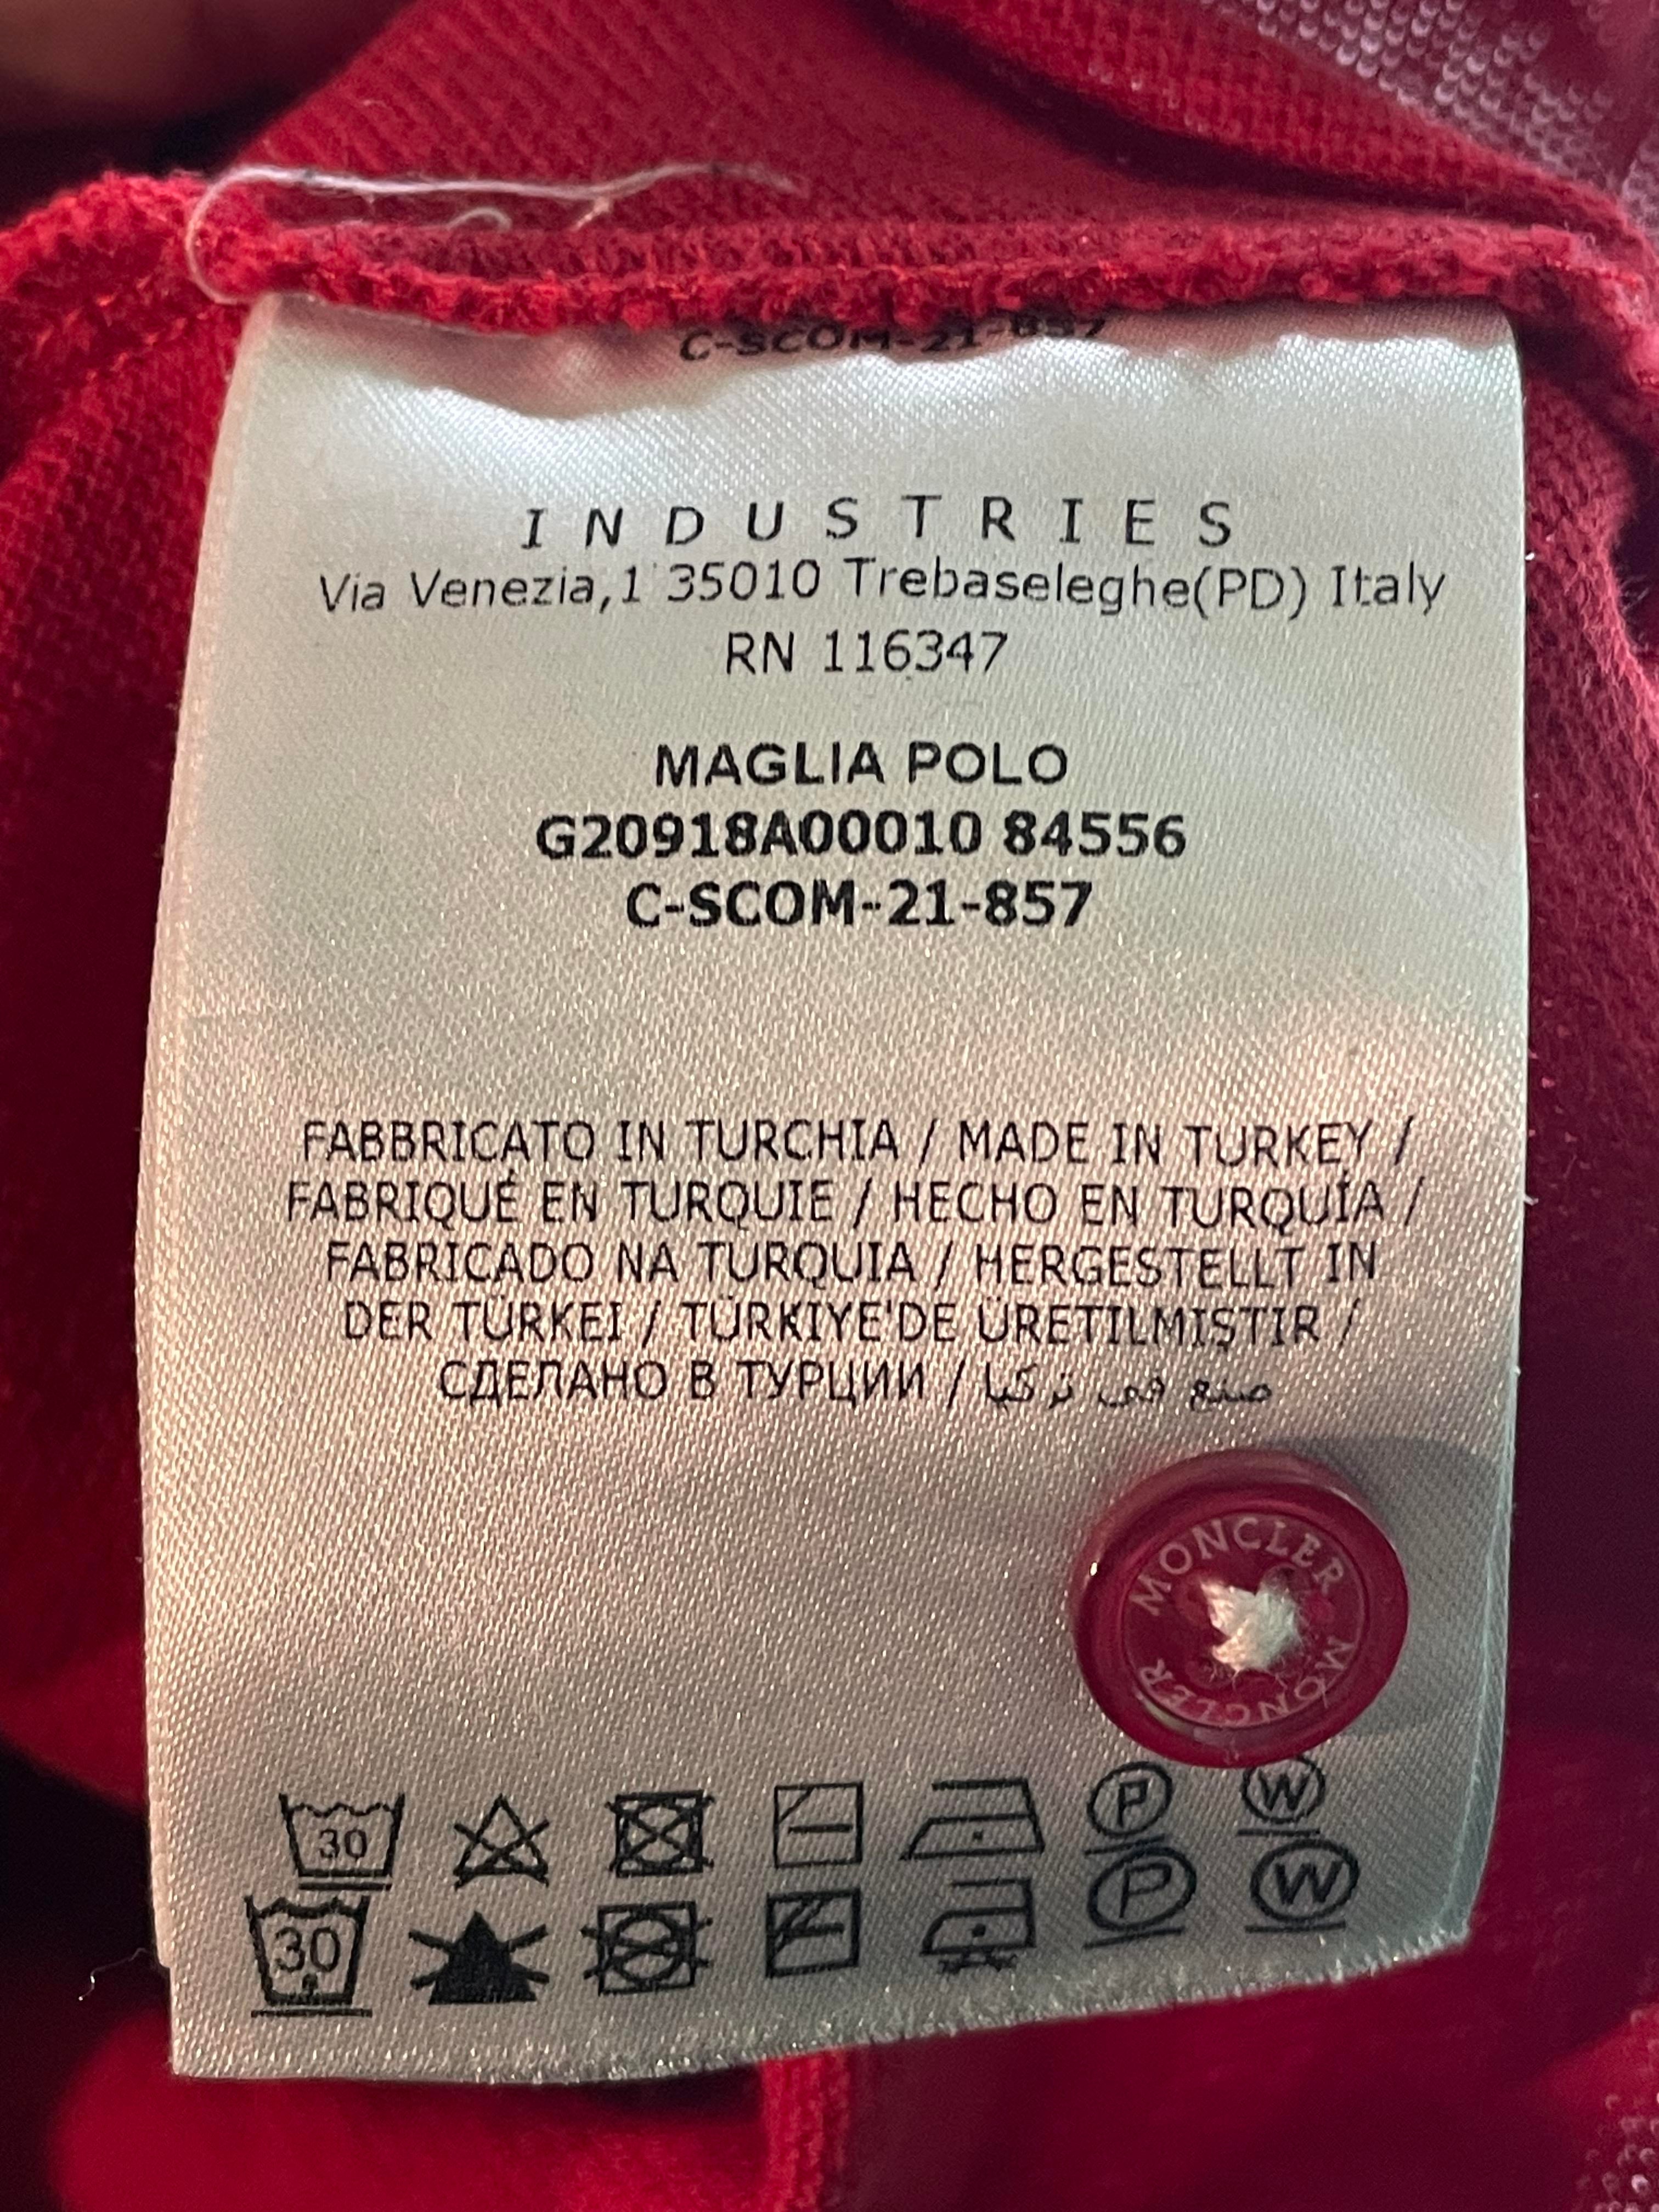 C-SCOM-21-857
INDUSTRIES
Via Venezia,1 35010 Trebaseleghe(PD) Italy
RN 116347
MAGLIA POLO
G20918A00010 84556
C-SCOM-21-857
FABBRICATO IN TURCHIA / MADE IN TURKEY /
FABRIQUÉ EN TURQUIE / HECHO EN TURQUÍA /
FABRICADO NA TURQUIA / HERGESTELLT IN
DER TÜRKEI / TÜRKIYE'DE ÜRETILMIŞTIR /
СДЕЛАНО В ТУРЦИИ / صنع في تركيا
MONCLER
MONCLER
30 P W
30 P W